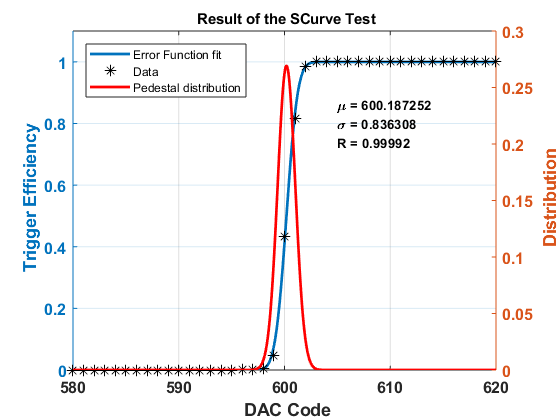 Result of the SCurve Test
Error Function fit
Data
Pedestal distribution
μ = 600.187252
σ = 0.836308
R = 0.99992
Trigger Efficiency
1
0.8
0.6
0.4
0.2
0
Distribution
0.3
0.25
0.2
0.15
0.1
0.05
0
580 590 600 610 620
DAC Code